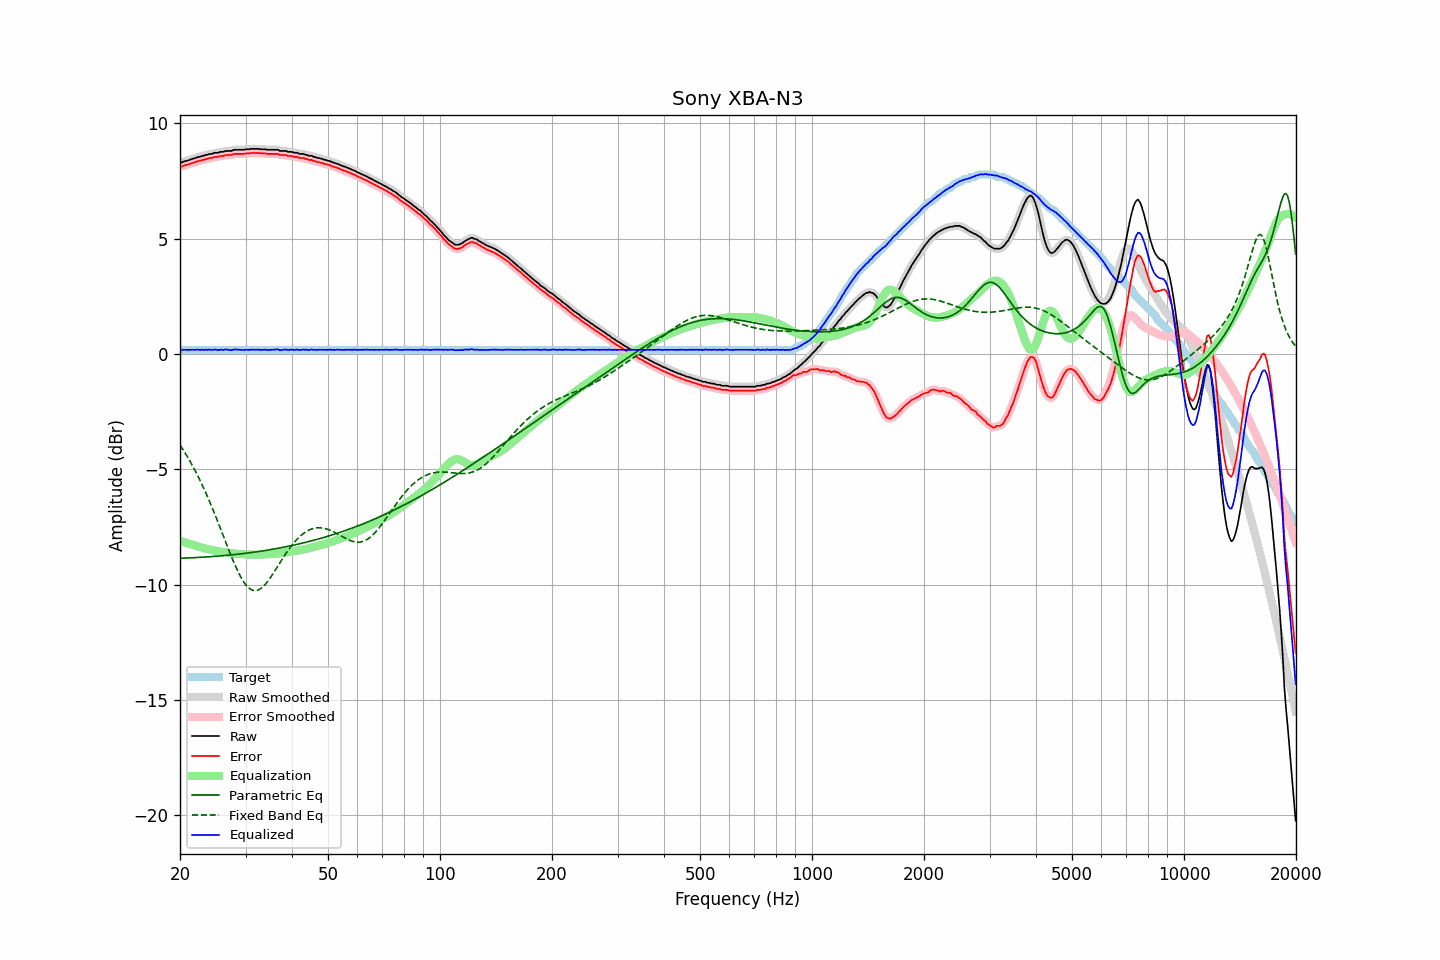 Sony XBA-N3
Amplitude (dBr)
10
5
0
−5
−10
−15
−20
Target
Raw Smoothed
Error Smoothed
Raw
Error
Equalization
Parametric Eq
Fixed Band Eq
Equalized
20 50 100 200 500 1000 2000 5000 10000 20000
Frequency (Hz)